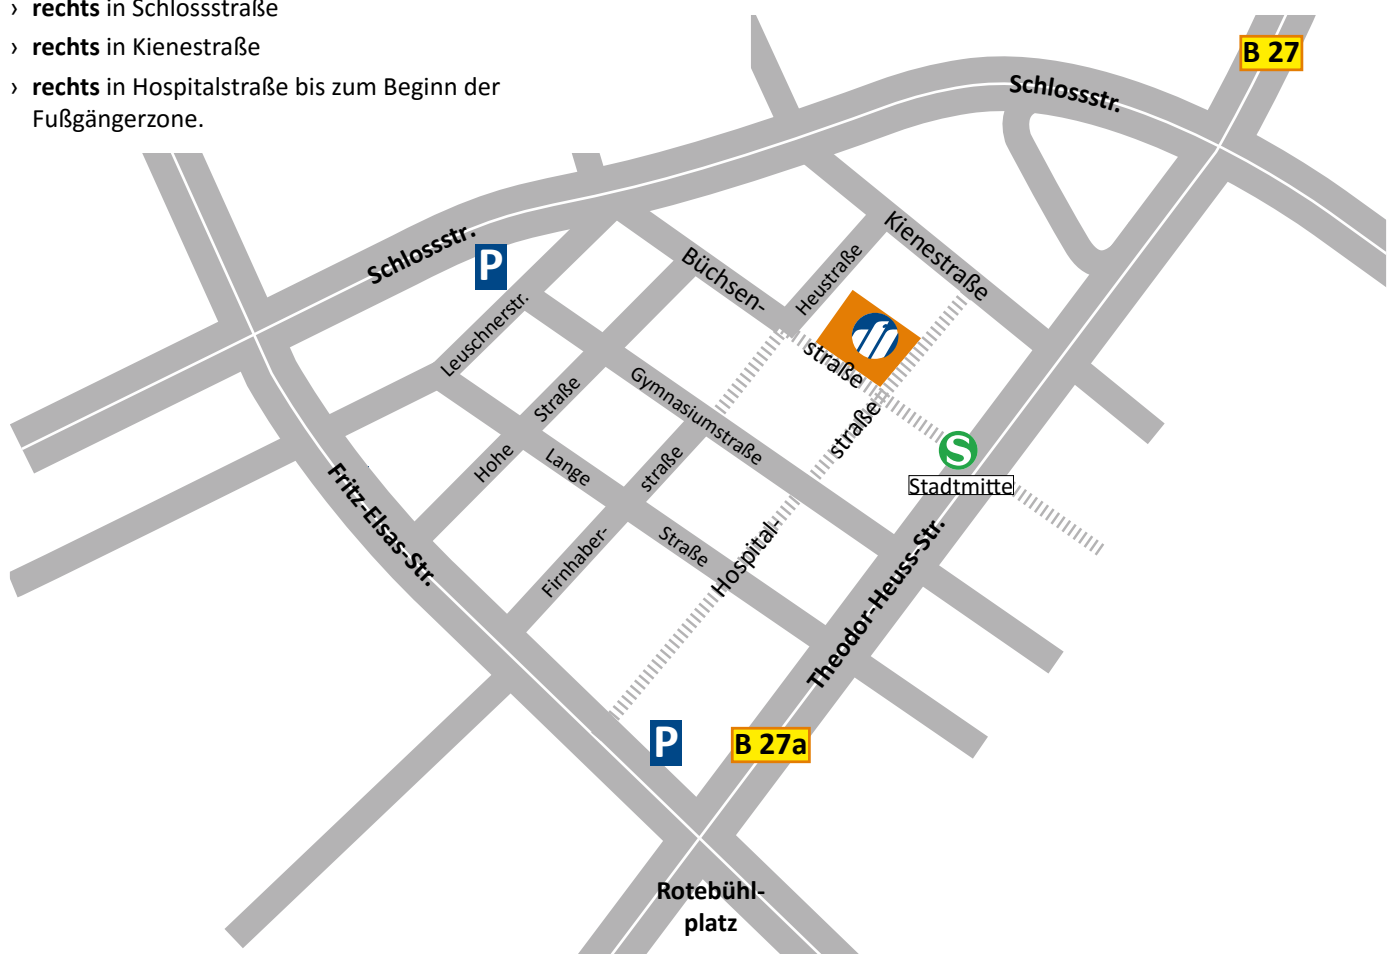 › rechts in Schlossstraße
› rechts in Kienestraße
› rechts in Hospitalstraße bis zum Beginn der
Fußgängerzone.
B 27
Schlossstr.
Schlossstr.
P
Kienestraße
Büchsen-
straße
Heustraße
Leuschnerstr.
Hohe
Straße
Gymnasiumstraße
Lange
Straße
Firnhaber-
straße
Hospital-
straße
S
Stadtmitte
Fritz-Elsas-Str.
Theodor-Heuss-Str.
P
B 27a
Rotebühl-
platz